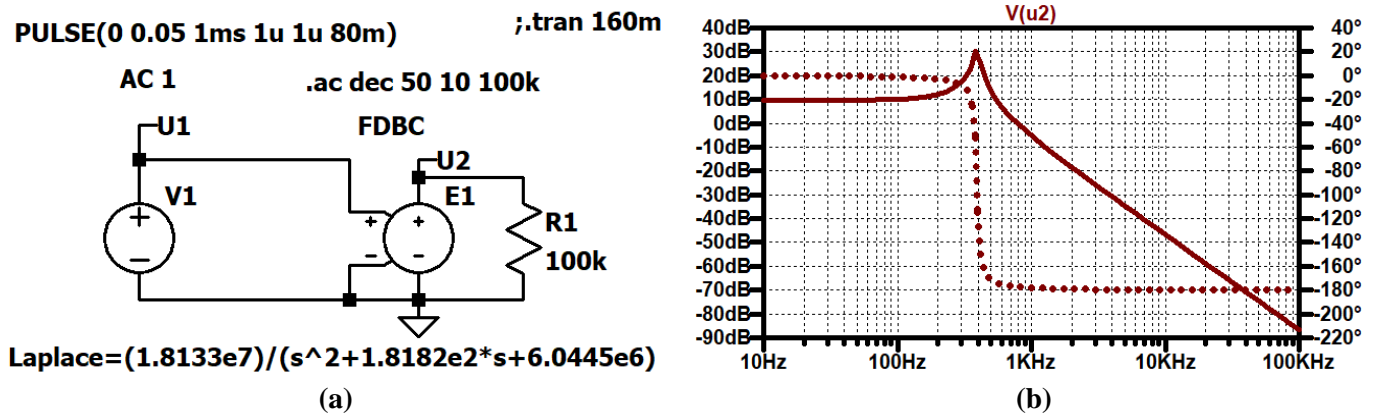 PULSE(0 0.05 1ms 1u 1u 80m)
;.tran 160m
AC 1
.ac dec 50 10 100k
U1
FDBC
U2
V1
E1
R1
100k
Laplace=(1.8133e7)/(s^2+1.8182e2*s+6.0445e6)
(a)
V(u2)
40dB 40°
30dB 20°
20dB 0°
10dB -20°
0dB -40°
-10dB -60°
-20dB -80°
-30dB -100°
-40dB -120°
-50dB -140°
-60dB -160°
-70dB -180°
-80dB -200°
-90dB -220°
10Hz 100Hz 1KHz 10KHz 100KHz
(b)